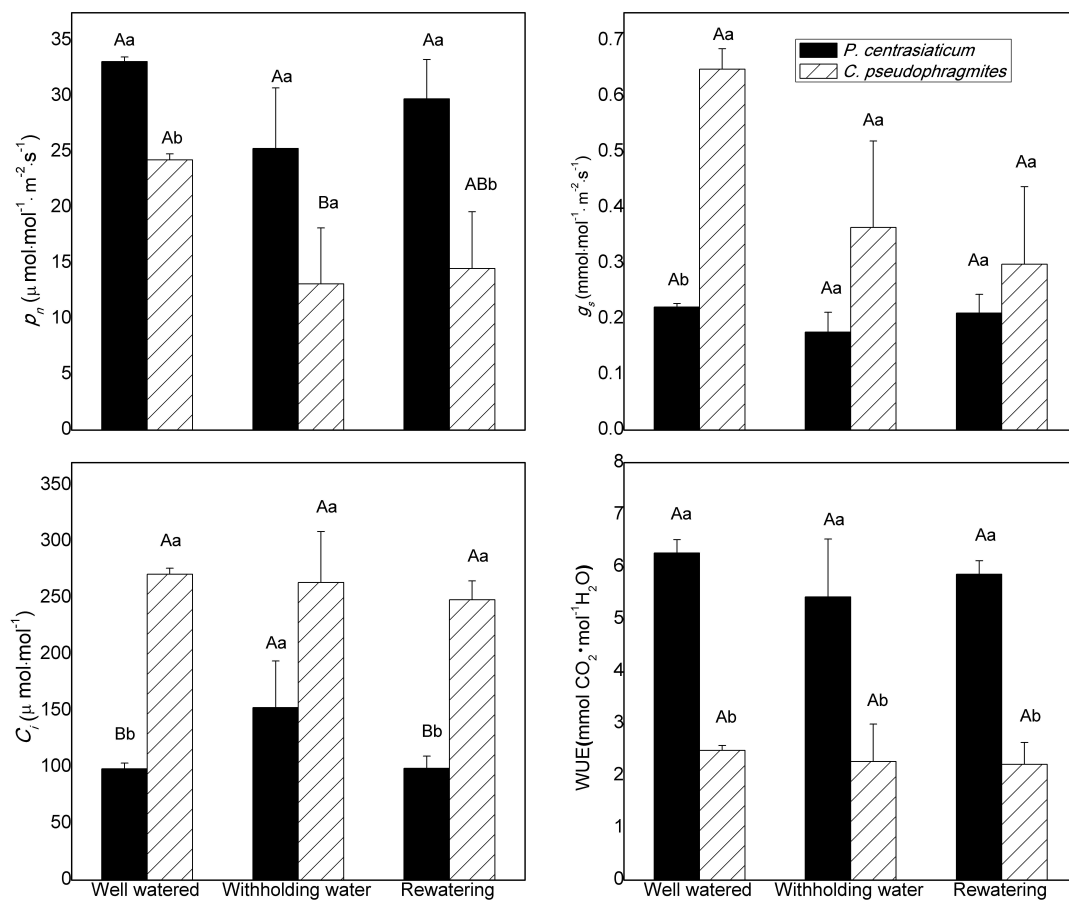 35
30
25
20
15
10
5
0
p_n (μ mol·mol⁻¹· m⁻²·s⁻¹)
Aa
Ab
Aa
Ba
Aa
ABb
0.7
0.6
0.5
0.4
0.3
0.2
0.1
0.0
g_s (mmol·mol⁻¹·m⁻²·s⁻¹)
P. centrasiaticum
C. pseudophragmites
Ab
Aa
Aa
Aa
Aa
Aa
350
300
250
200
150
100
50
0
C_i (μ mol·mol⁻¹)
Bb
Aa
Aa
Aa
Bb
Aa
Well watered
Withholding water
Rewatering
8
7
6
5
4
3
2
1
0
WUE(mmol CO₂•mol⁻¹H₂O)
Aa
Ab
Aa
Ab
Aa
Ab
Well watered
Withholding water
Rewatering